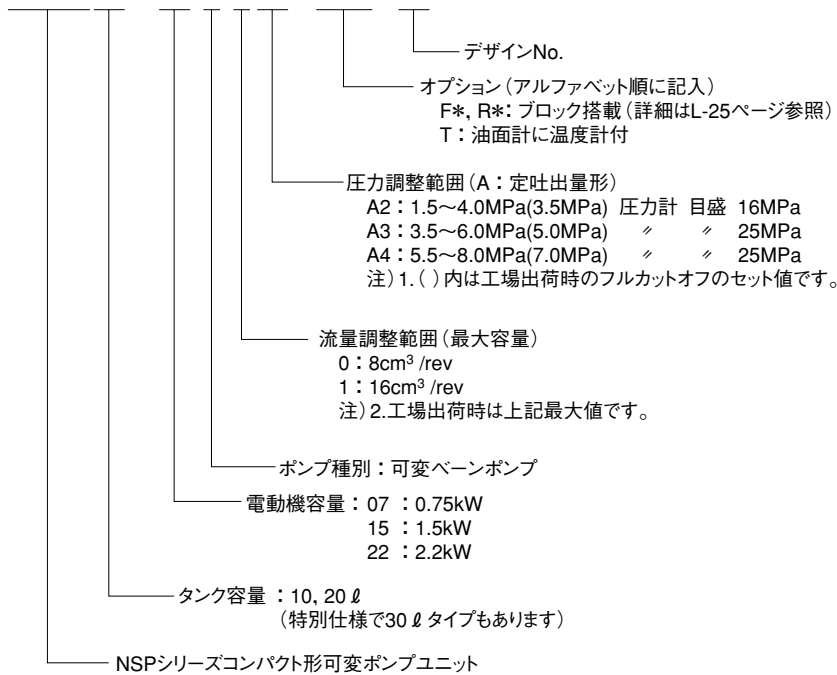 デザインNo.
オプション（アルファベット順に記入）
F*, R*：ブロック搭載（詳細はL-25ページ参照）
T：油面計に温度計付
圧力調整範囲（A：定吐出量形）
A2：1.5〜4.0MPa(3.5MPa) 圧力計 目盛 16MPa
A3：3.5〜6.0MPa(5.0MPa) 〃 〃 25MPa
A4：5.5〜8.0MPa(7.0MPa) 〃 〃 25MPa
注）1.（ ）内は工場出荷時のフルカットオフのセット値です。
流量調整範囲（最大容量）
0：8cm³ /rev
1：16cm³ /rev
注）2.工場出荷時は上記最大値です。
ポンプ種別：可変ベーンポンプ
電動機容量：07 ：0.75kW
15 ：1.5kW
22 ：2.2kW
タンク容量 ：10, 20 ℓ
（特別仕様で30 ℓ タイプもあります）
NSPシリーズコンパクト形可変ポンプユニット